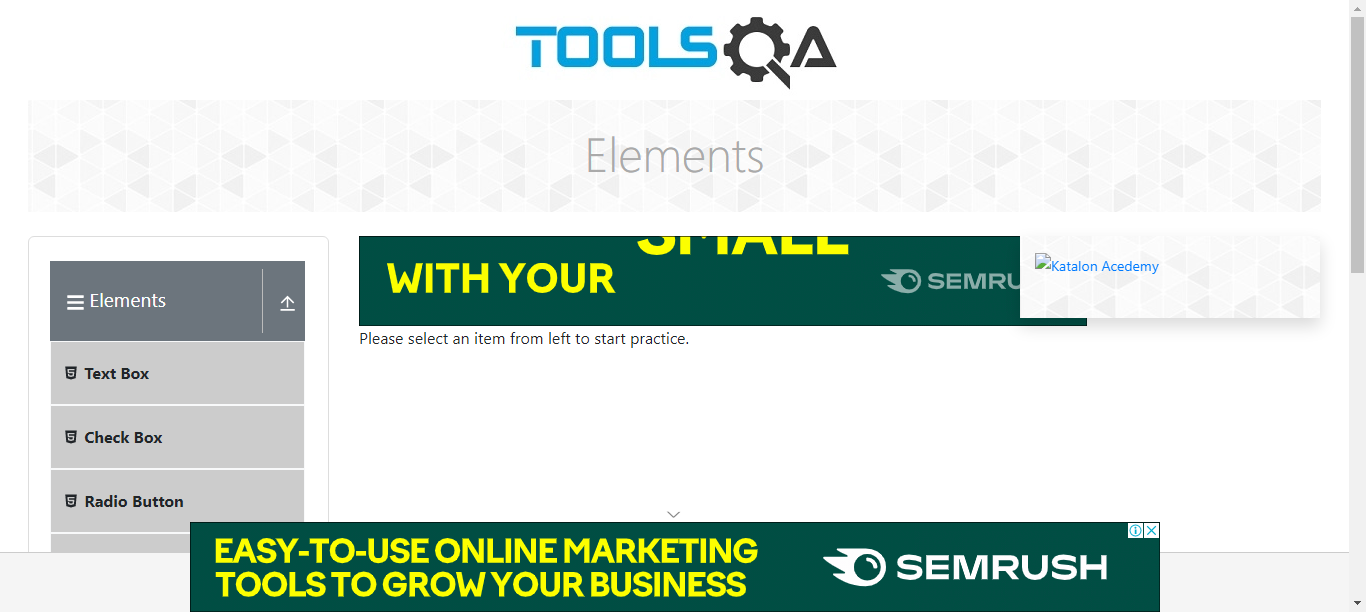 TOOLSQA
Elements
Elements
Text Box
Check Box
Radio Button
WITH YOUR
SEMRU
Katalon Acedemy
Please select an item from left to start practice.
EASY-TO-USE ONLINE MARKETING
TOOLS TO GROW YOUR BUSINESS
SEMRUSH